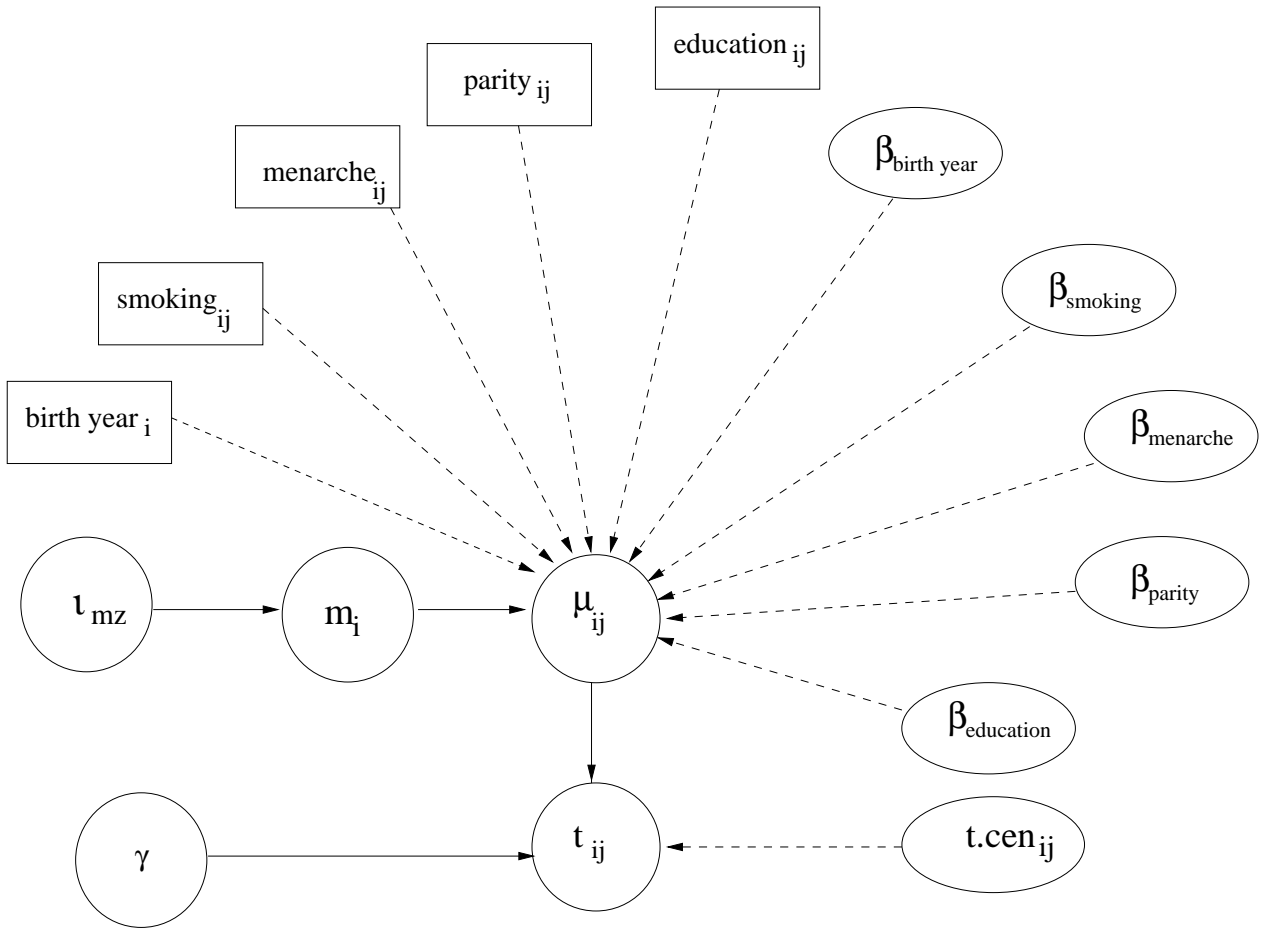 education ij
parity ij
menarche ij
β birth year
smoking ij
β smoking
birth year i
β menarche
ι mz
m i
μ ij
β parity
β education
γ
t ij
t.cen ij